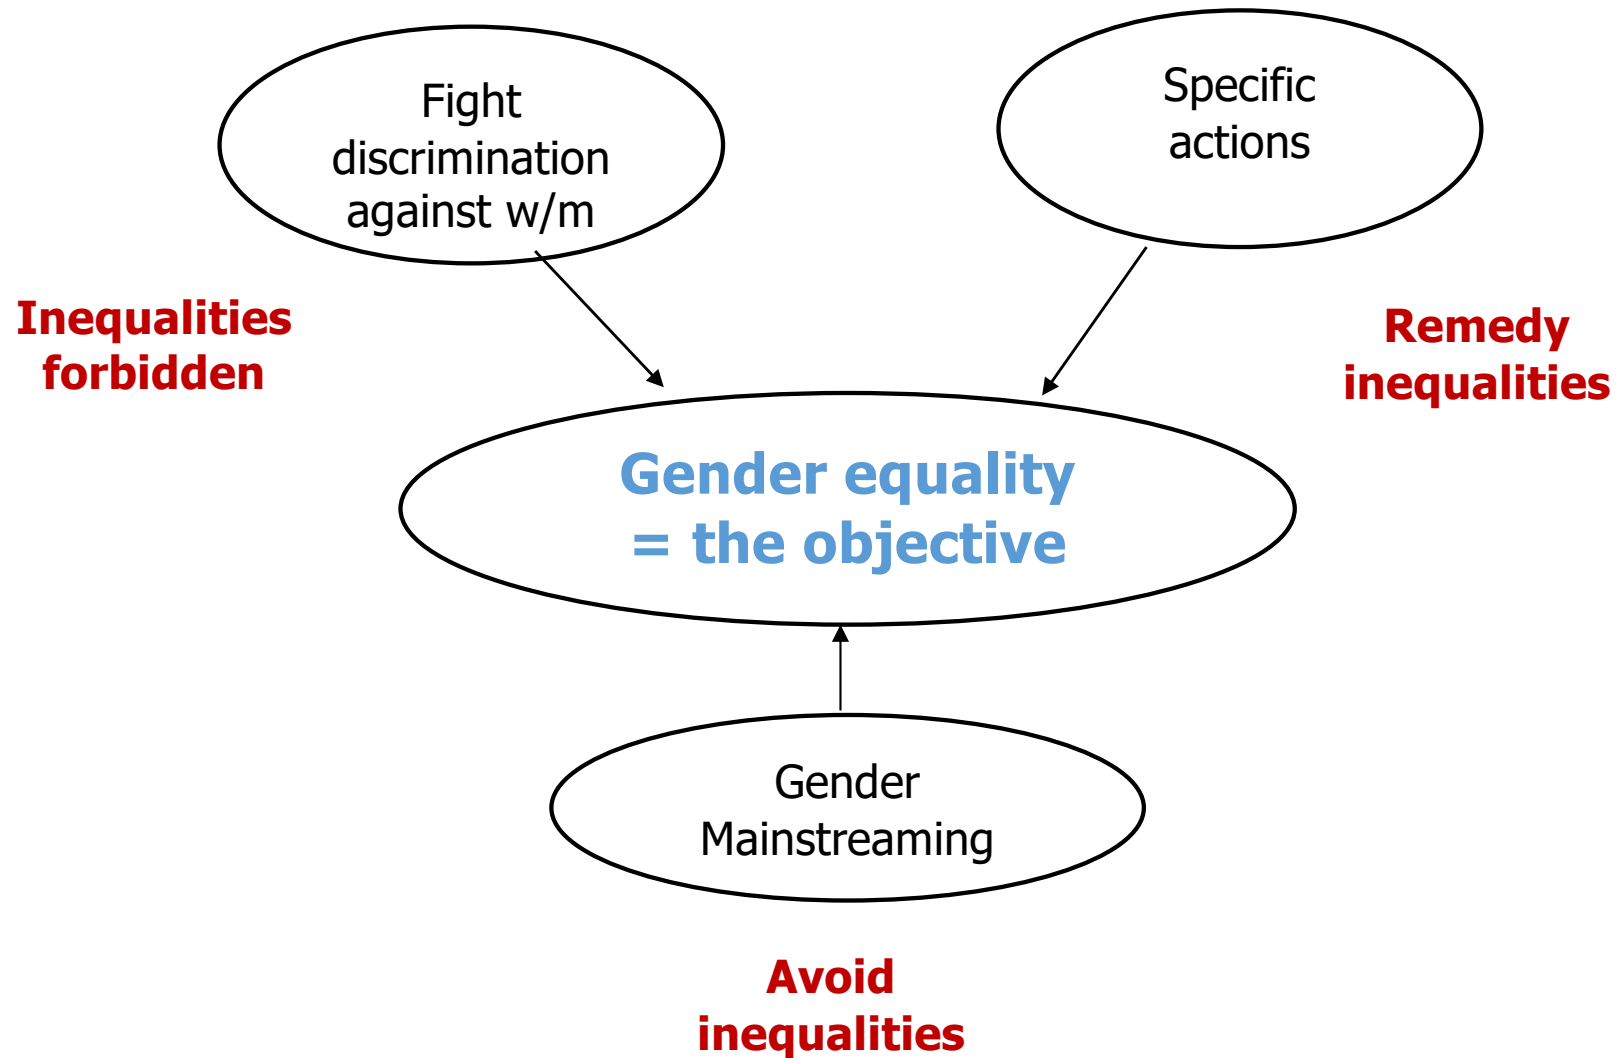 Fight
discrimination
against w/m
Specific
actions
Inequalities
forbidden
Remedy
inequalities
Gender equality
= the objective
Gender
Mainstreaming
Avoid
inequalities